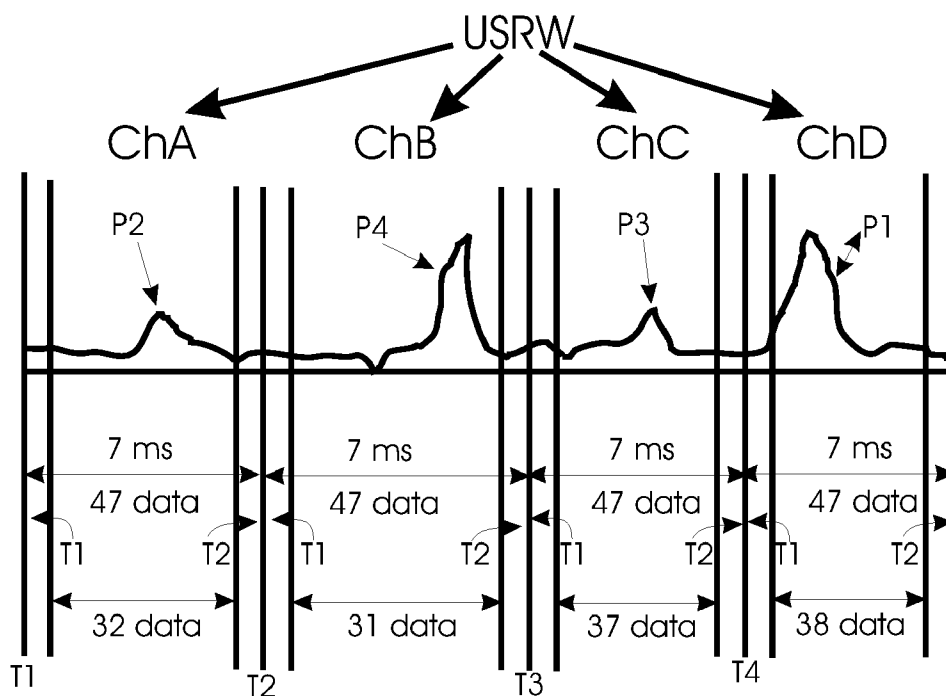 USRW
ChA ChB ChC ChD
P2 P4 P3 P1
7 ms 7 ms 7 ms 7 ms
47 data 47 data 47 data 47 data
T1 T2 T1 T2 T1 T2 T1 T2
32 data 31 data 37 data 38 data
T1 T2 T3 T4